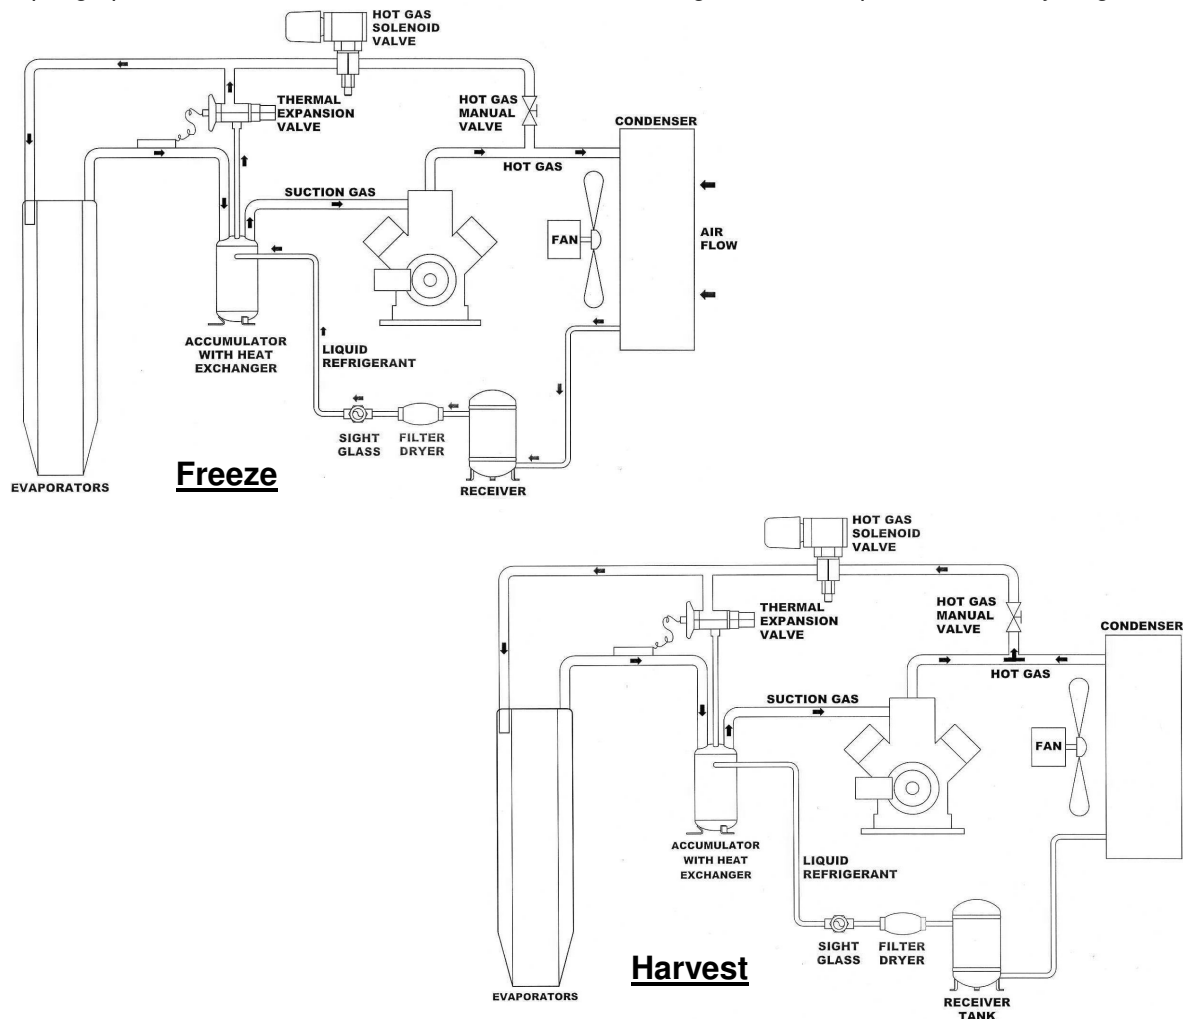 HOT GAS
SOLENOID
VALVE
THERMAL
EXPANSION
VALVE
HOT GAS
MANUAL
VALVE
CONDENSER
HOT GAS
SUCTION GAS
FAN
AIR
FLOW
ACCUMULATOR
WITH HEAT
EXCHANGER
LIQUID
REFRIGERANT
SIGHT
GLASS
FILTER
DRYER
Freeze
EVAPORATORS
RECEIVER
HOT GAS
SOLENOID
VALVE
THERMAL
EXPANSION
VALVE
HOT GAS
MANUAL
VALVE
CONDENSER
HOT GAS
SUCTION GAS
FAN
ACCUMULATOR
WITH HEAT
EXCHANGER
LIQUID
REFRIGERANT
SIGHT
GLASS
FILTER
DRYER
Harvest
EVAPORATORS
RECEIVER
TANK